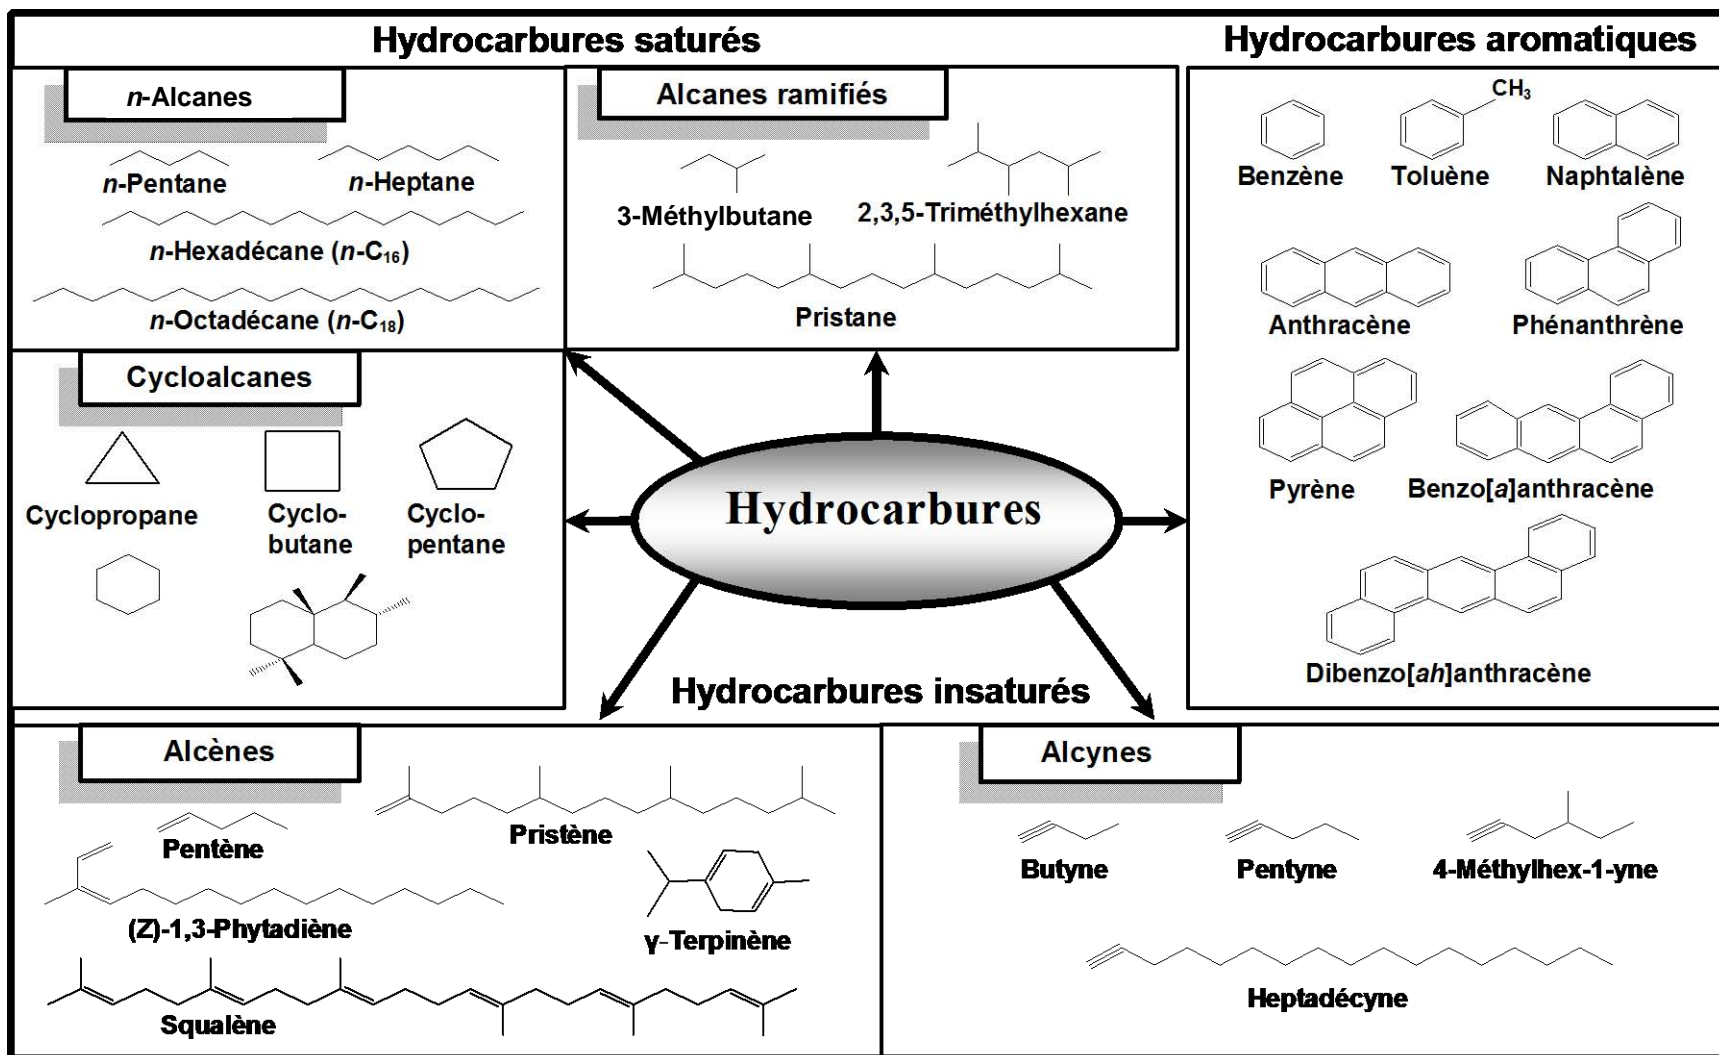 Hydrocarbures saturés
Hydrocarbures aromatiques
n-Alcanes
n-Pentane
n-Heptane
n-Hexadécane (n-C16)
n-Octadécane (n-C18)
Alcanes ramifiés
3-Méthylbutane
2,3,5-Triméthylhexane
Pristane
CH3
Benzène
Toluène
Naphtalène
Anthracène
Phénanthrène
Pyrène
Benzo[a]anthracène
Dibenzo[ah]anthracène
Cycloalcanes
Cyclopropane
Cyclo-
butane
Cyclo-
pentane
Hydrocarbures
Hydrocarbures insaturés
Alcènes
Pentène
Pristène
(Z)-1,3-Phytadiène
γ-Terpinène
Squalène
Alcynes
Butyne
Pentyne
4-Méthylhex-1-yne
Heptadécyne